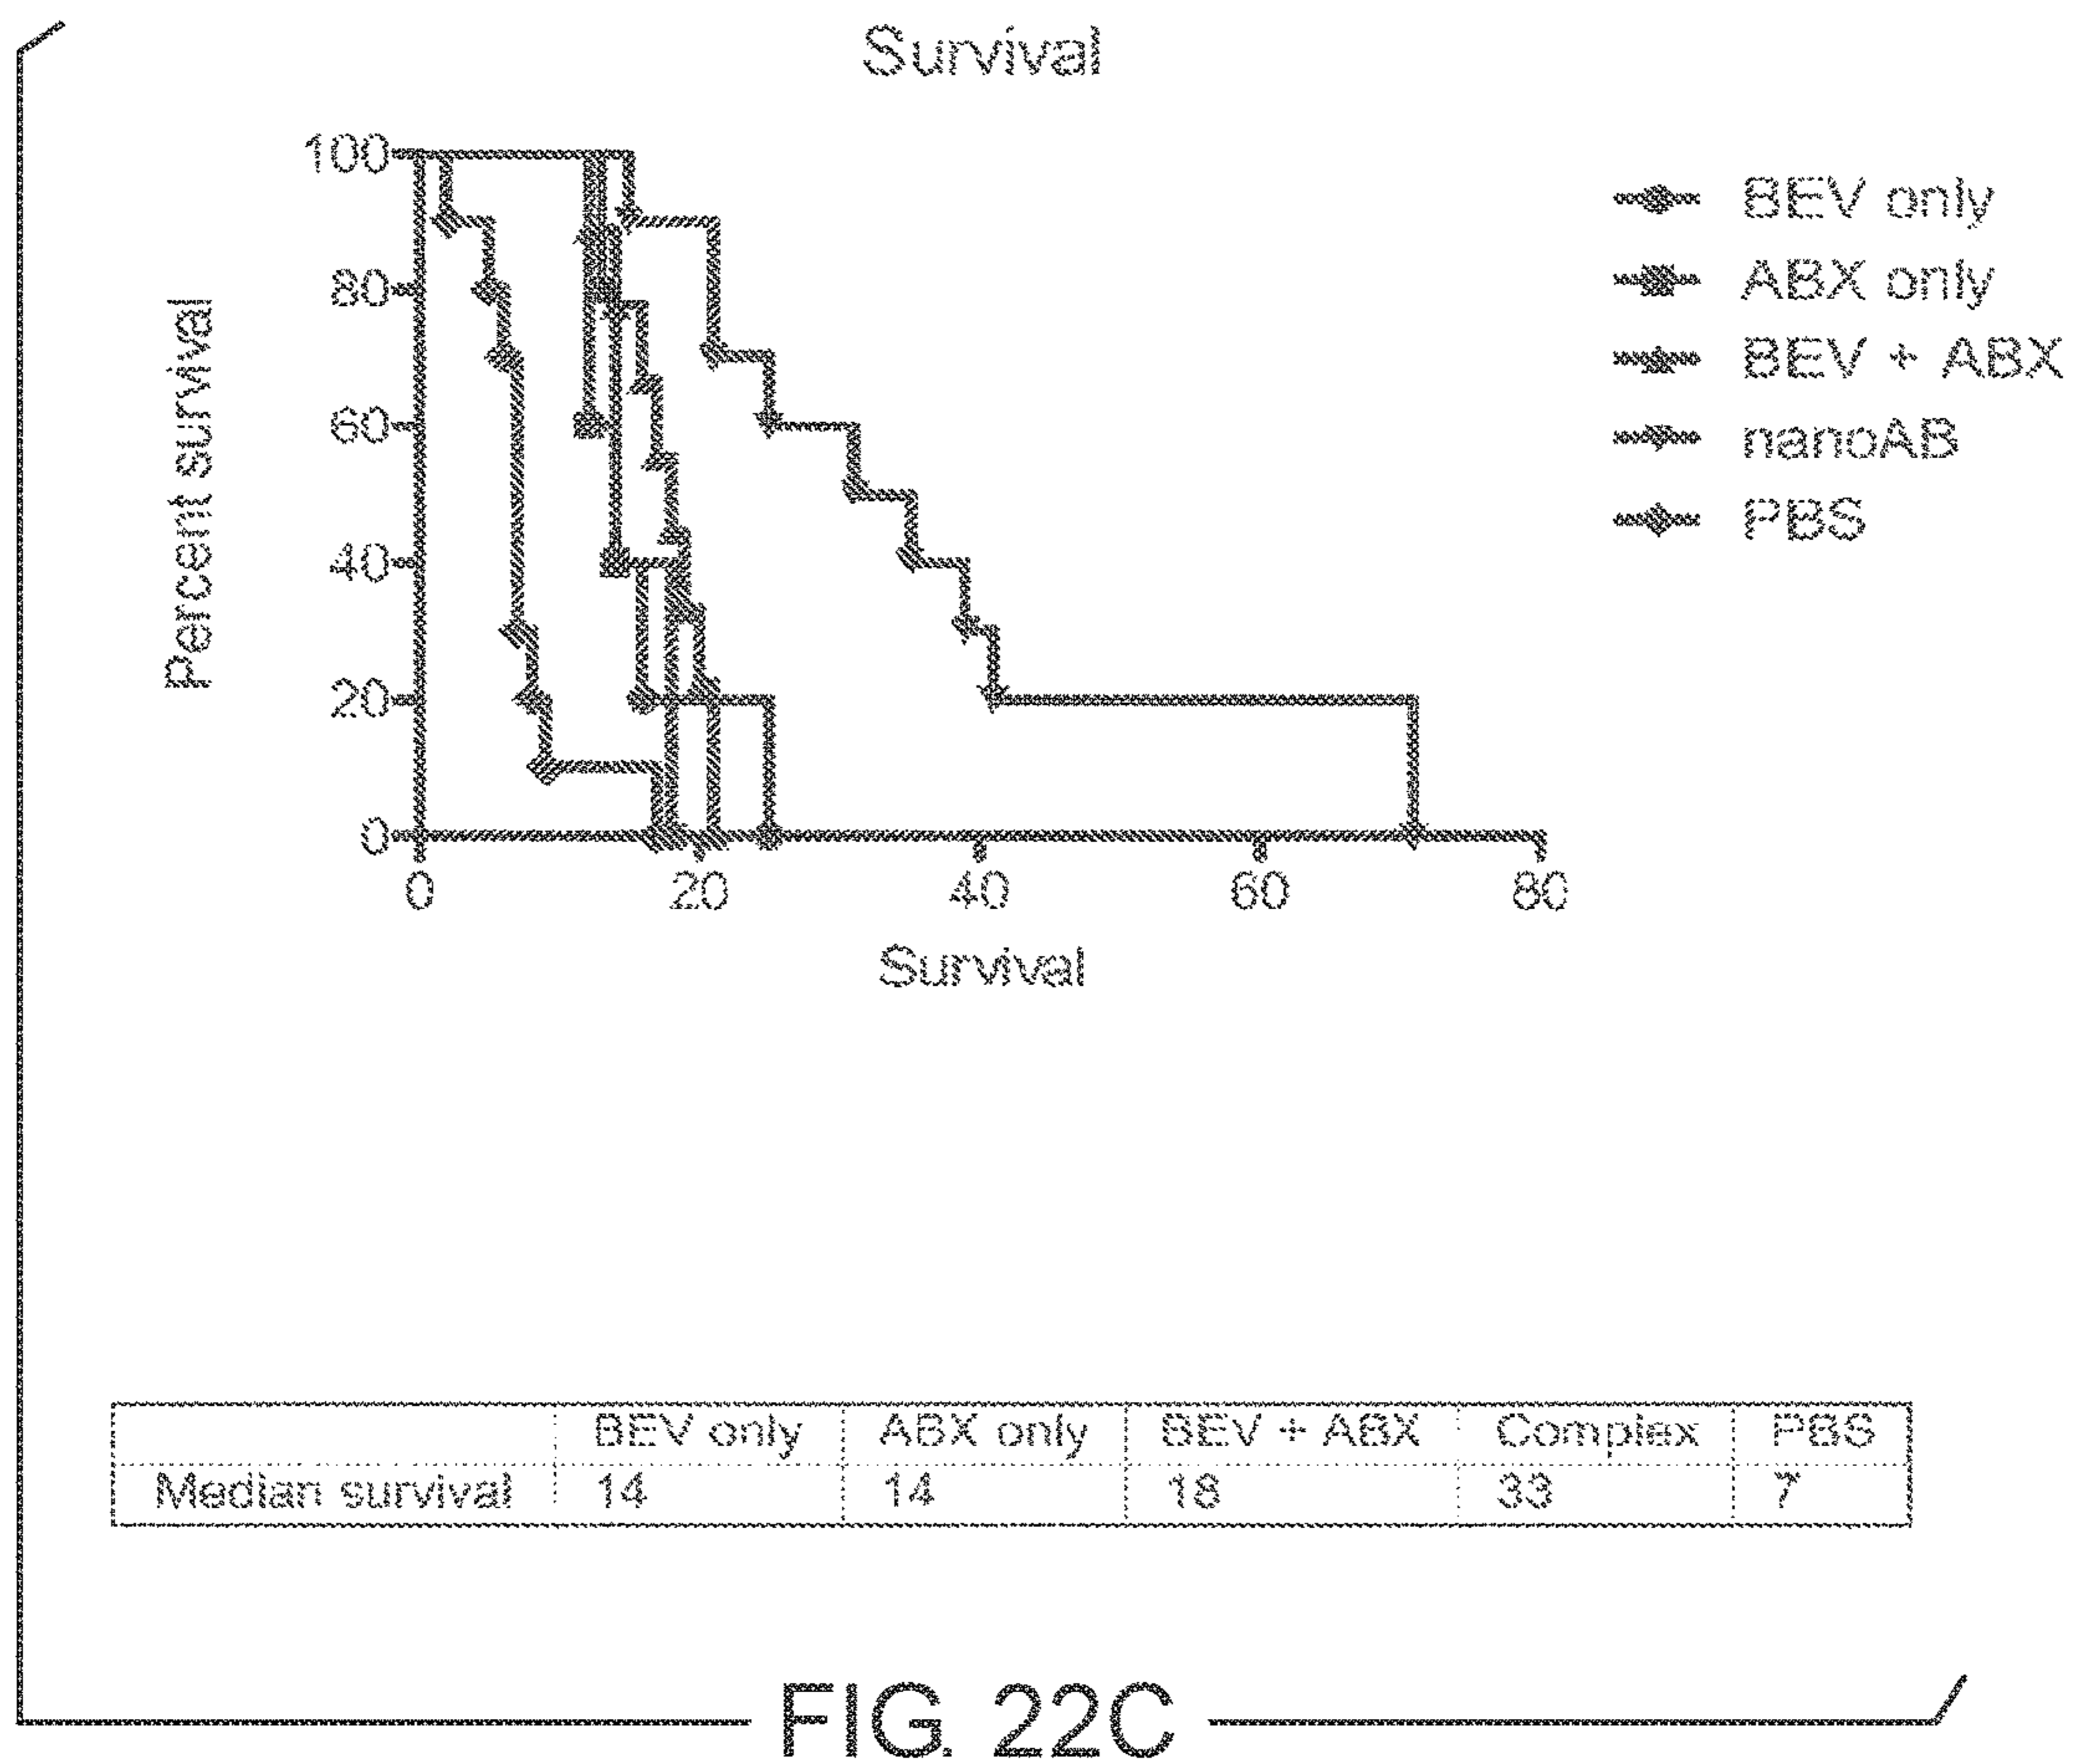 Survival
100
80
60
40
20
0
Percent survival
0 20 40 60 80
Survival
BEV only
ABX only
BEV + ABX
nanoAB
PBS
BEV only ABX only BEV + ABX Complex PBS
Median survival 14 14 18 33 7
FIG. 22C